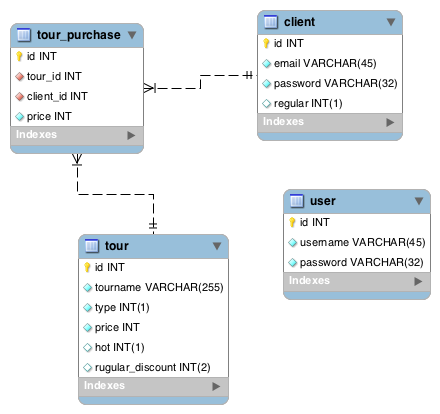 tour_purchase
id INT
tour_id INT
client_id INT
price INT
Indexes
client
id INT
email VARCHAR(45)
password VARCHAR(32)
regular INT(1)
Indexes
user
id INT
username VARCHAR(45)
password VARCHAR(32)
Indexes
tour
id INT
tourname VARCHAR(255)
type INT(1)
price INT
hot INT(1)
rugular_discount INT(2)
Indexes